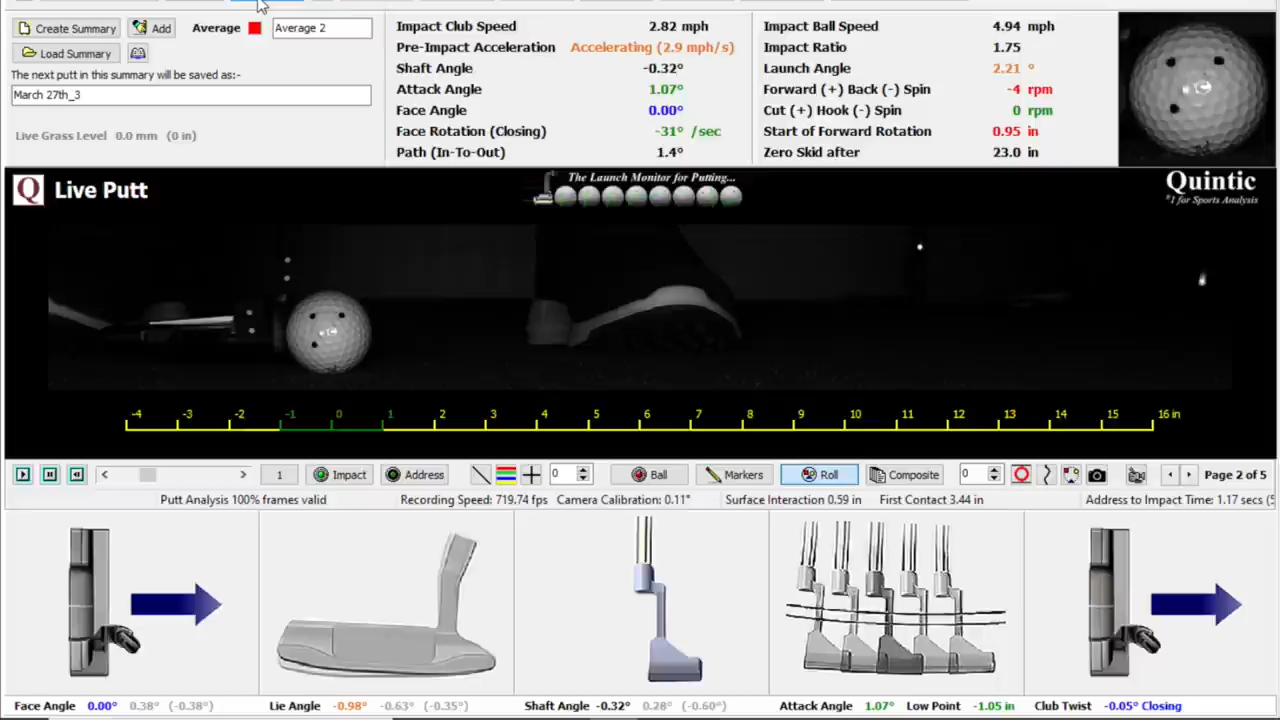 Create Summary Add Average Average 2
Load Summary
The next putt in this summary will be saved as:-
March 27th_3
Live Grass Level 0.0 mm (0 in)
Impact Club Speed 2.82 mph
Pre-Impact Acceleration Accelerating (2.9 mph/s)
Shaft Angle -0.32°
Attack Angle 1.07°
Face Angle 0.00°
Face Rotation (Closing) -31° /sec
Path (In-To-Out) 1.4°
Impact Ball Speed 4.94 mph
Impact Ratio 1.75
Launch Angle 2.21 °
Forward (+) Back (-) Spin -4 rpm
Cut (+) Hook (-) Spin 0 rpm
Start of Forward Rotation 0.95 in
Zero Skid after 23.0 in
Q Live Putt
The Launch Monitor for Putting...
Quintic
#1 for Sports Analysis
-4 -3 -2 -1 0 1 2 3 4 5 6 7 8 9 10 11 12 13 14 15 16 in
< > 1 Impact Address 0 Ball Markers Roll Composite 0 Page 2 of 5
Putt Analysis 100% frames valid Recording Speed: 719.74 fps Camera Calibration: 0.11° Surface Interaction 0.59 in First Contact 3.44 in Address to Impact Time: 1.17 secs (5
Face Angle 0.00° 0.38° (-0.38°) Lie Angle -0.98° -0.63° (-0.35°) Shaft Angle -0.32° 0.28° (-0.60°) Attack Angle 1.07° Low Point -1.05 in Club Twist -0.05° Closing